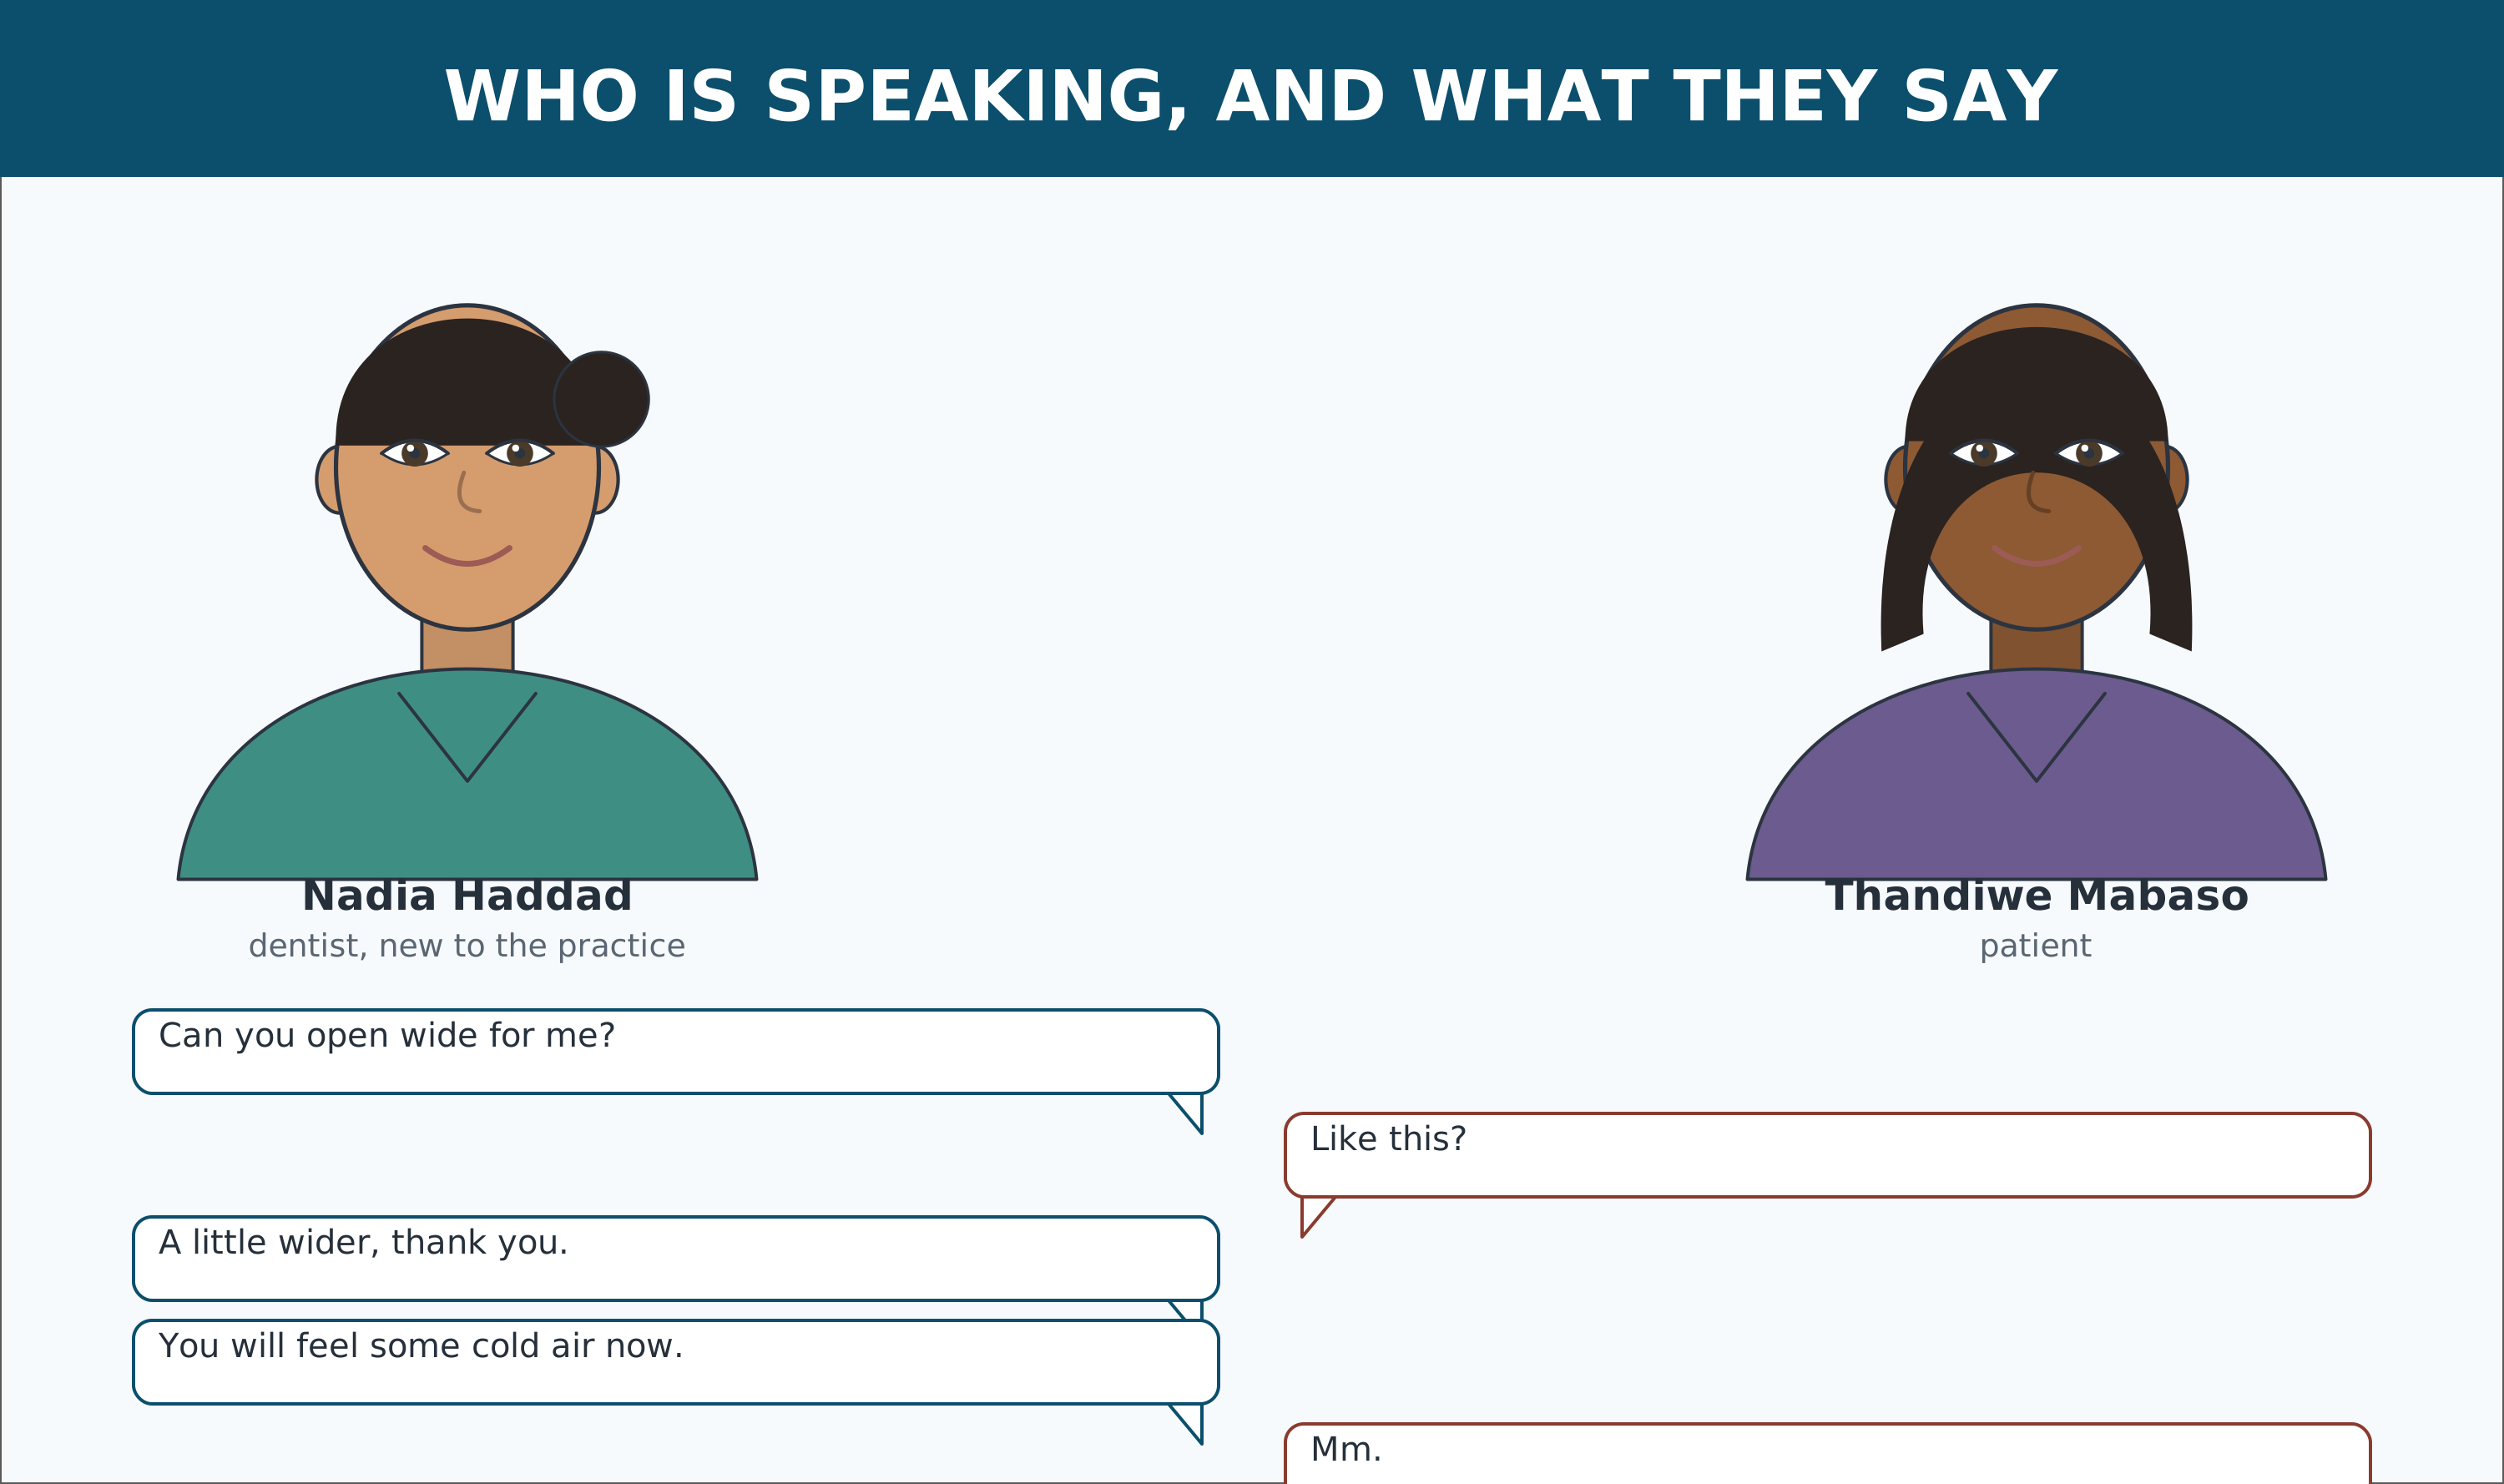 WHO IS SPEAKING, AND WHAT THEY SAY
Nadia Haddad
dentist, new to the practice
Thandiwe Mabaso
patient
Can you open wide for me?
Like this?
A little wider, thank you.
You will feel some cold air now.
Mm.